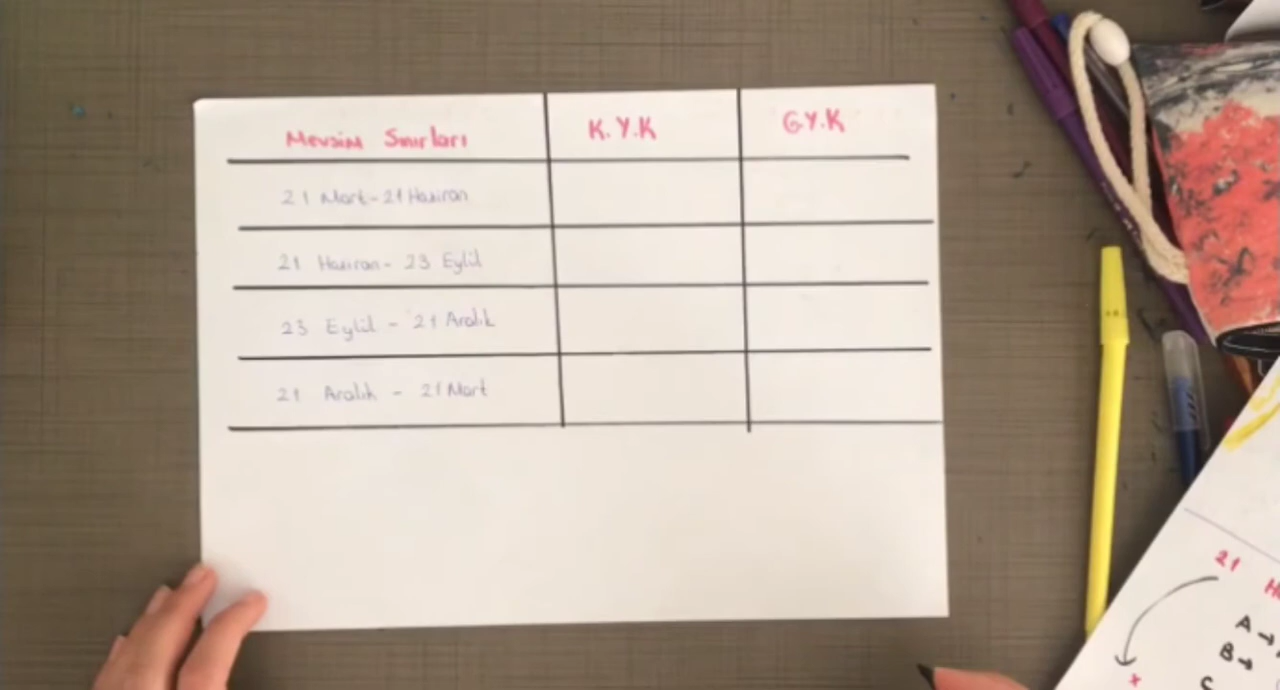 Mevsim Sınırları K.Y.K G.Y.K
21 Mart - 21 Haziran
21 Haziran - 23 Eylül
23 Eylül - 21 Aralık
21 Aralık - 21 Mart
21
A →
B →
C
x